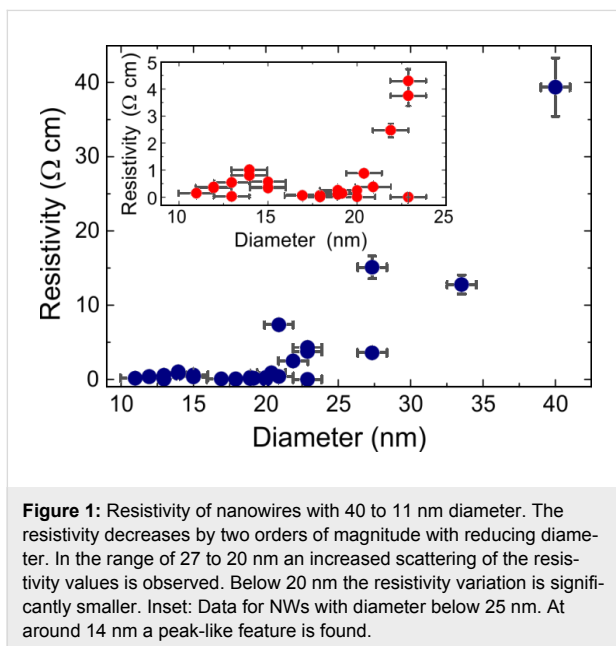 Resistivity (Ω cm)
40
30
20
10
0
10 15 20 25 30 35 40
Diameter (nm)
Resistivity (Ω cm)
5
4
3
2
1
0
10 15 20 25
Diameter (nm)
Figure 1: Resistivity of nanowires with 40 to 11 nm diameter. The
resistivity decreases by two orders of magnitude with reducing diame-
ter. In the range of 27 to 20 nm an increased scattering of the resis-
tivity values is observed. Below 20 nm the resistivity variation is signifi-
cantly smaller. Inset: Data for NWs with diameter below 25 nm. At
around 14 nm a peak-like feature is found.